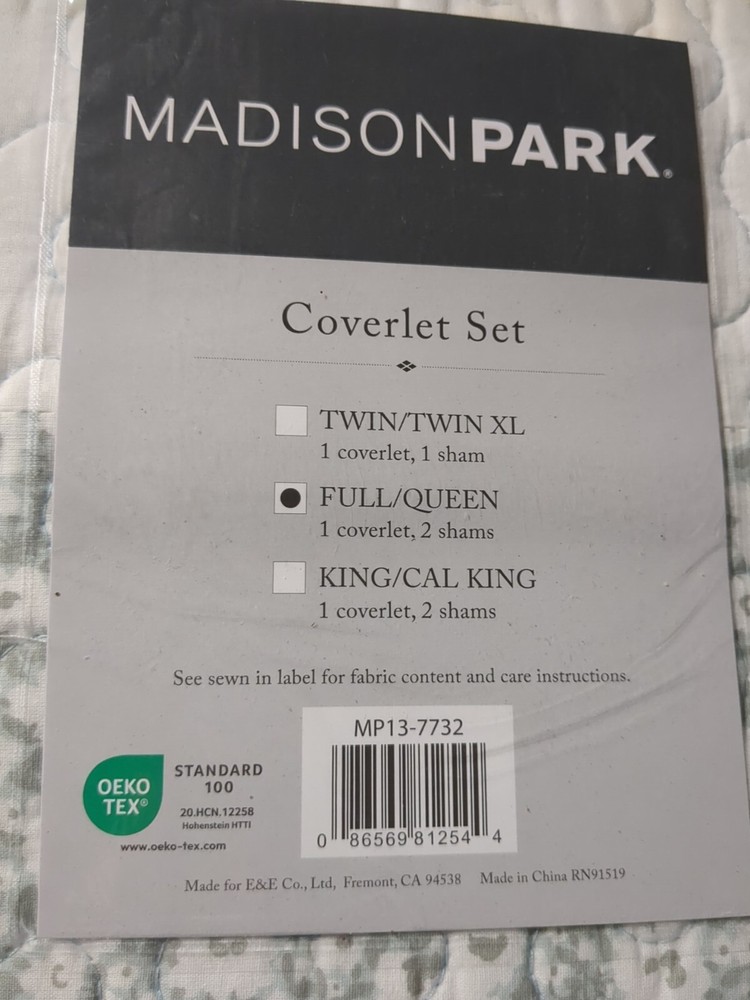 MADISONPARK®
Coverlet Set
TWIN/TWIN XL
1 coverlet, 1 sham
FULL/QUEEN
1 coverlet, 2 shams
KING/CAL KING
1 coverlet, 2 shams
See sewn in label for fabric content and care instructions.
MP13-7732
0 86569 81254 4
OEKO
TEX®
STANDARD
100
20.HCN.12258
Hohenstein HTTI
www.oeko-tex.com
Made for E&E Co., Ltd, Fremont, CA 94538 Made in China RN91519